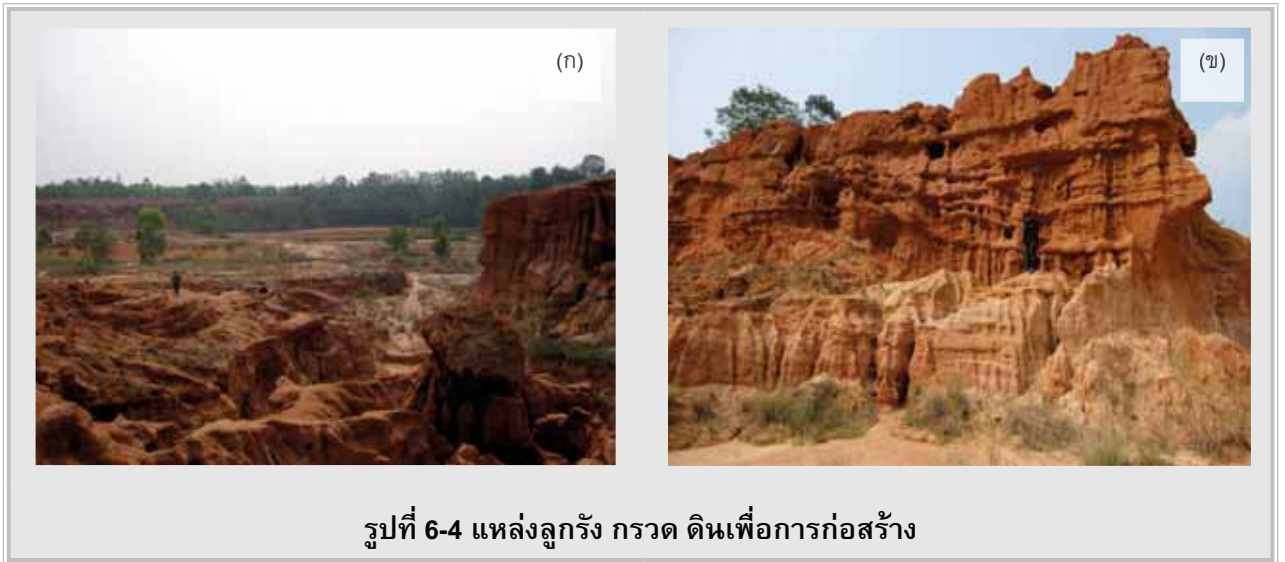 (ก)
(ข)
รูปที่ 6-4 แหล่งลูกรัง กรวด ดินเพื่อการก่อสร้าง